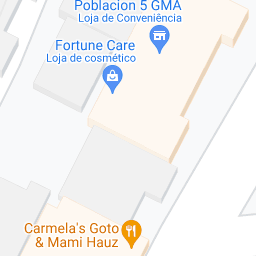 Poblacion 5 GMA
Loja de Conveniência
Fortune Care
Loja de cosmético
Carmela's Goto
& Mami Hauz